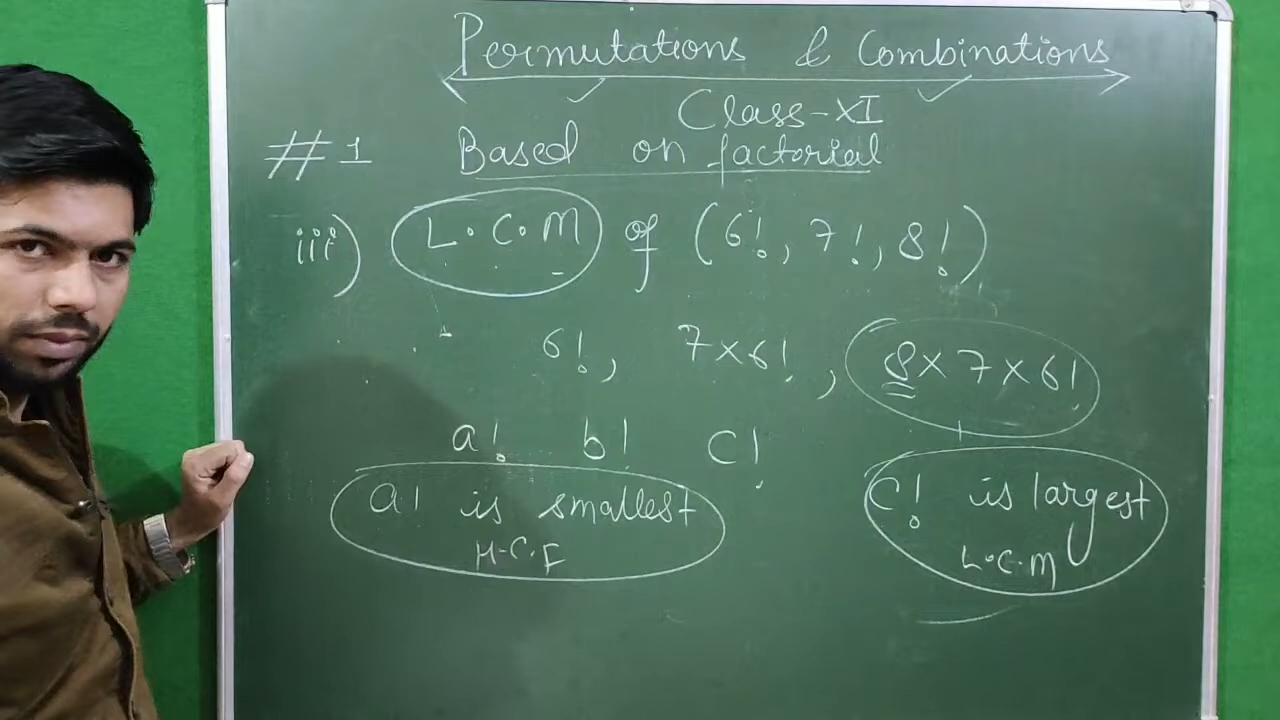 Permutations & Combinations
Class-XI
#1 Based on factorial
iii) L.C.M of (6!, 7!, 8!)
6!, 7×6!, 8×7×6!
a! b! c!
a! is smallest
H.C.F
C! is largest
L.C.M